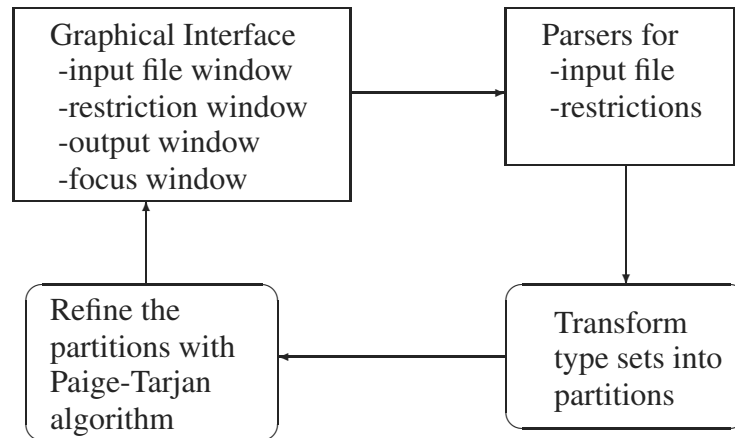 Graphical Interface
-input file window
-restriction window
-output window
-focus window
Parsers for
-input file
-restrictions
Refine the
partitions with
Paige-Tarjan
algorithm
Transform
type sets into
partitions